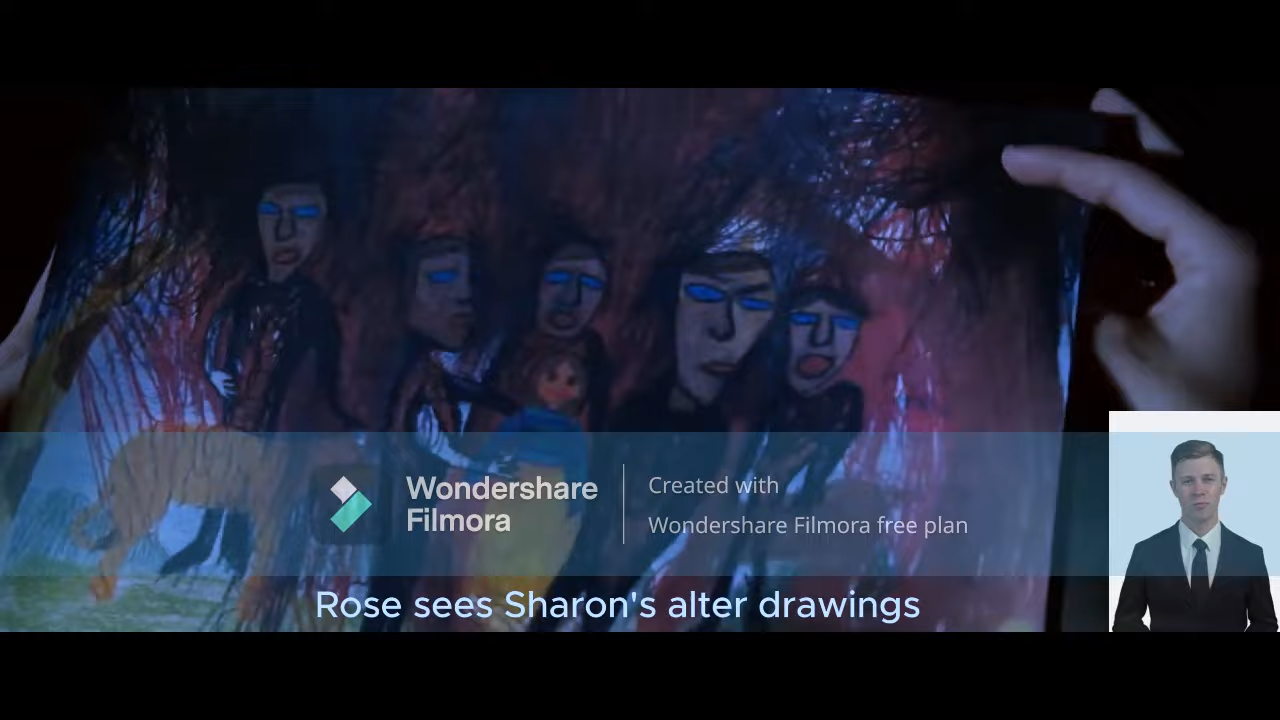 Wondershare
Filmora
Created with
Wondershare Filmora free plan
Rose sees Sharon's alter drawings